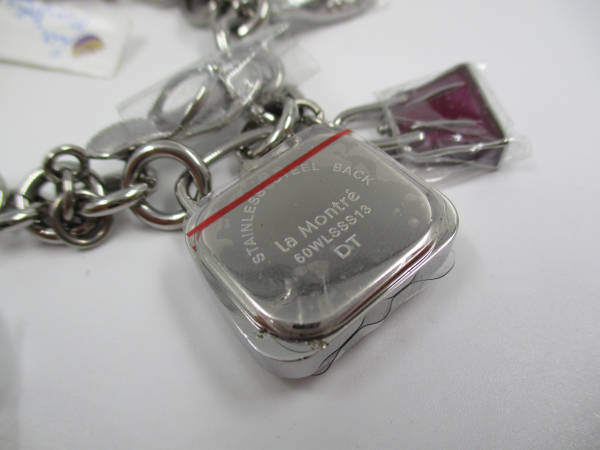 STAINLESS STEEL BACK
La Montré
60WLSSS13
DT